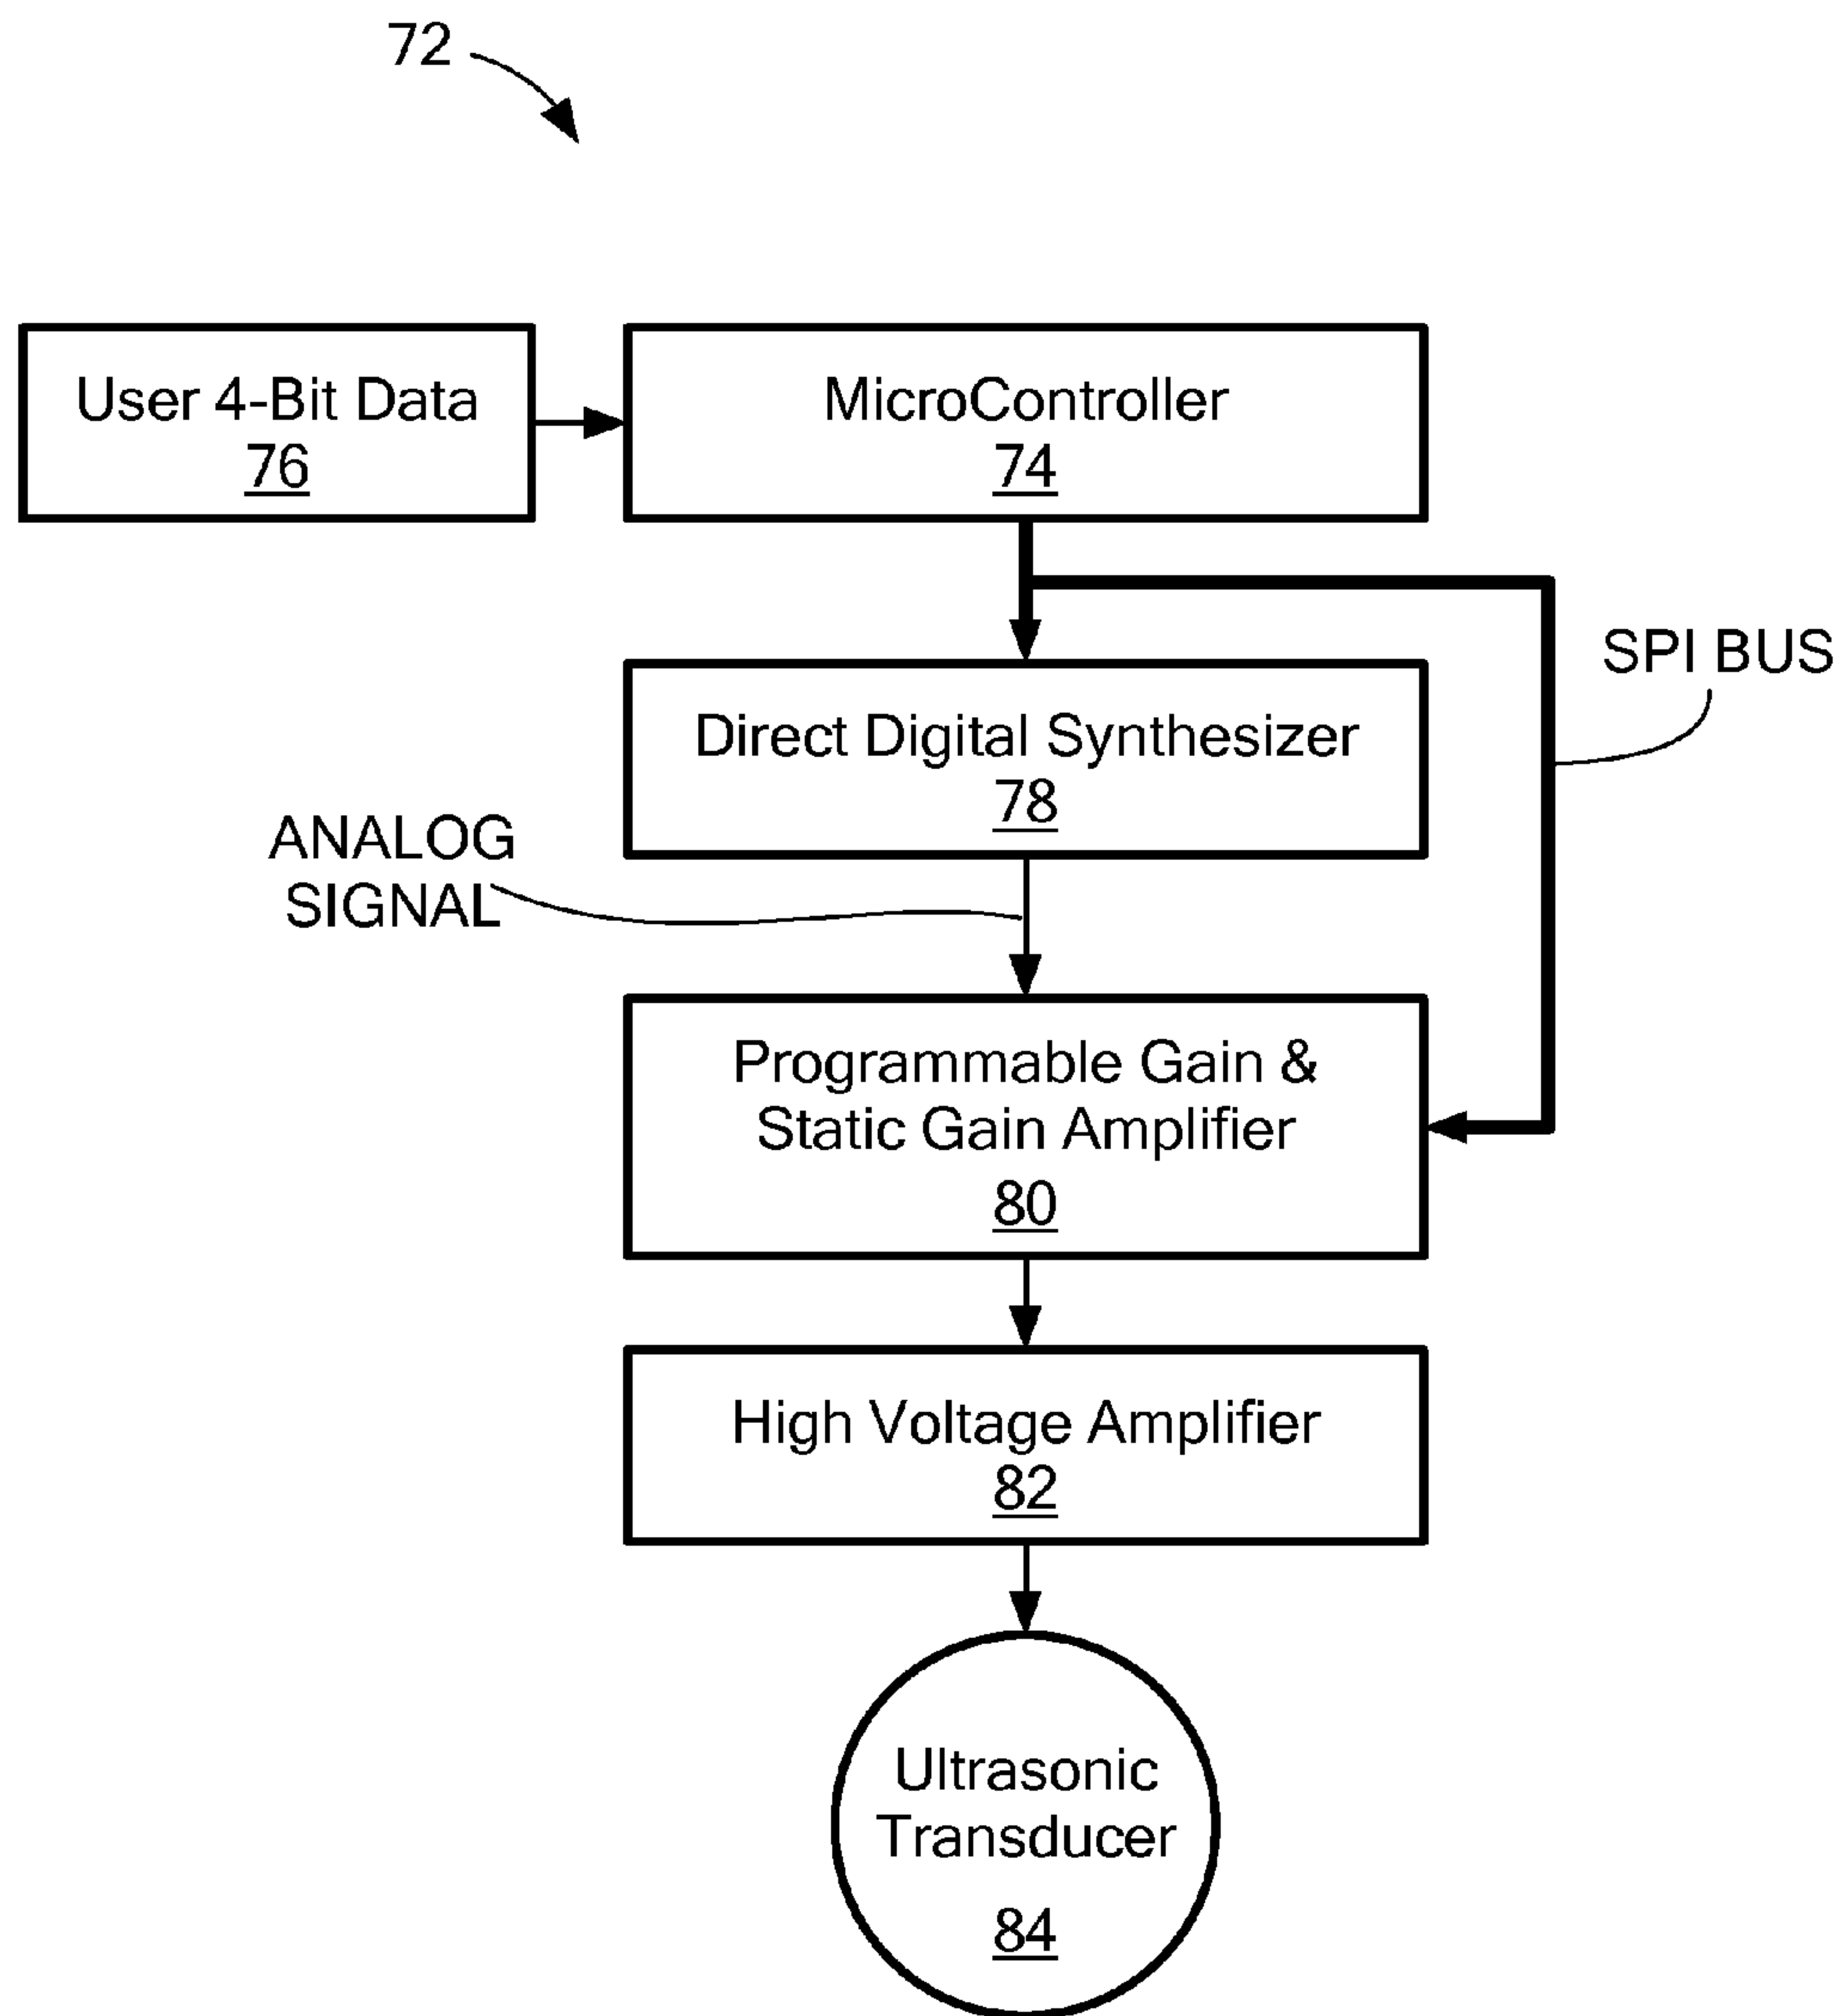 72
User 4-Bit Data
76
MicroController
74
SPI BUS
Direct Digital Synthesizer
78
ANALOG
SIGNAL
Programmable Gain &
Static Gain Amplifier
80
High Voltage Amplifier
82
Ultrasonic
Transducer
84